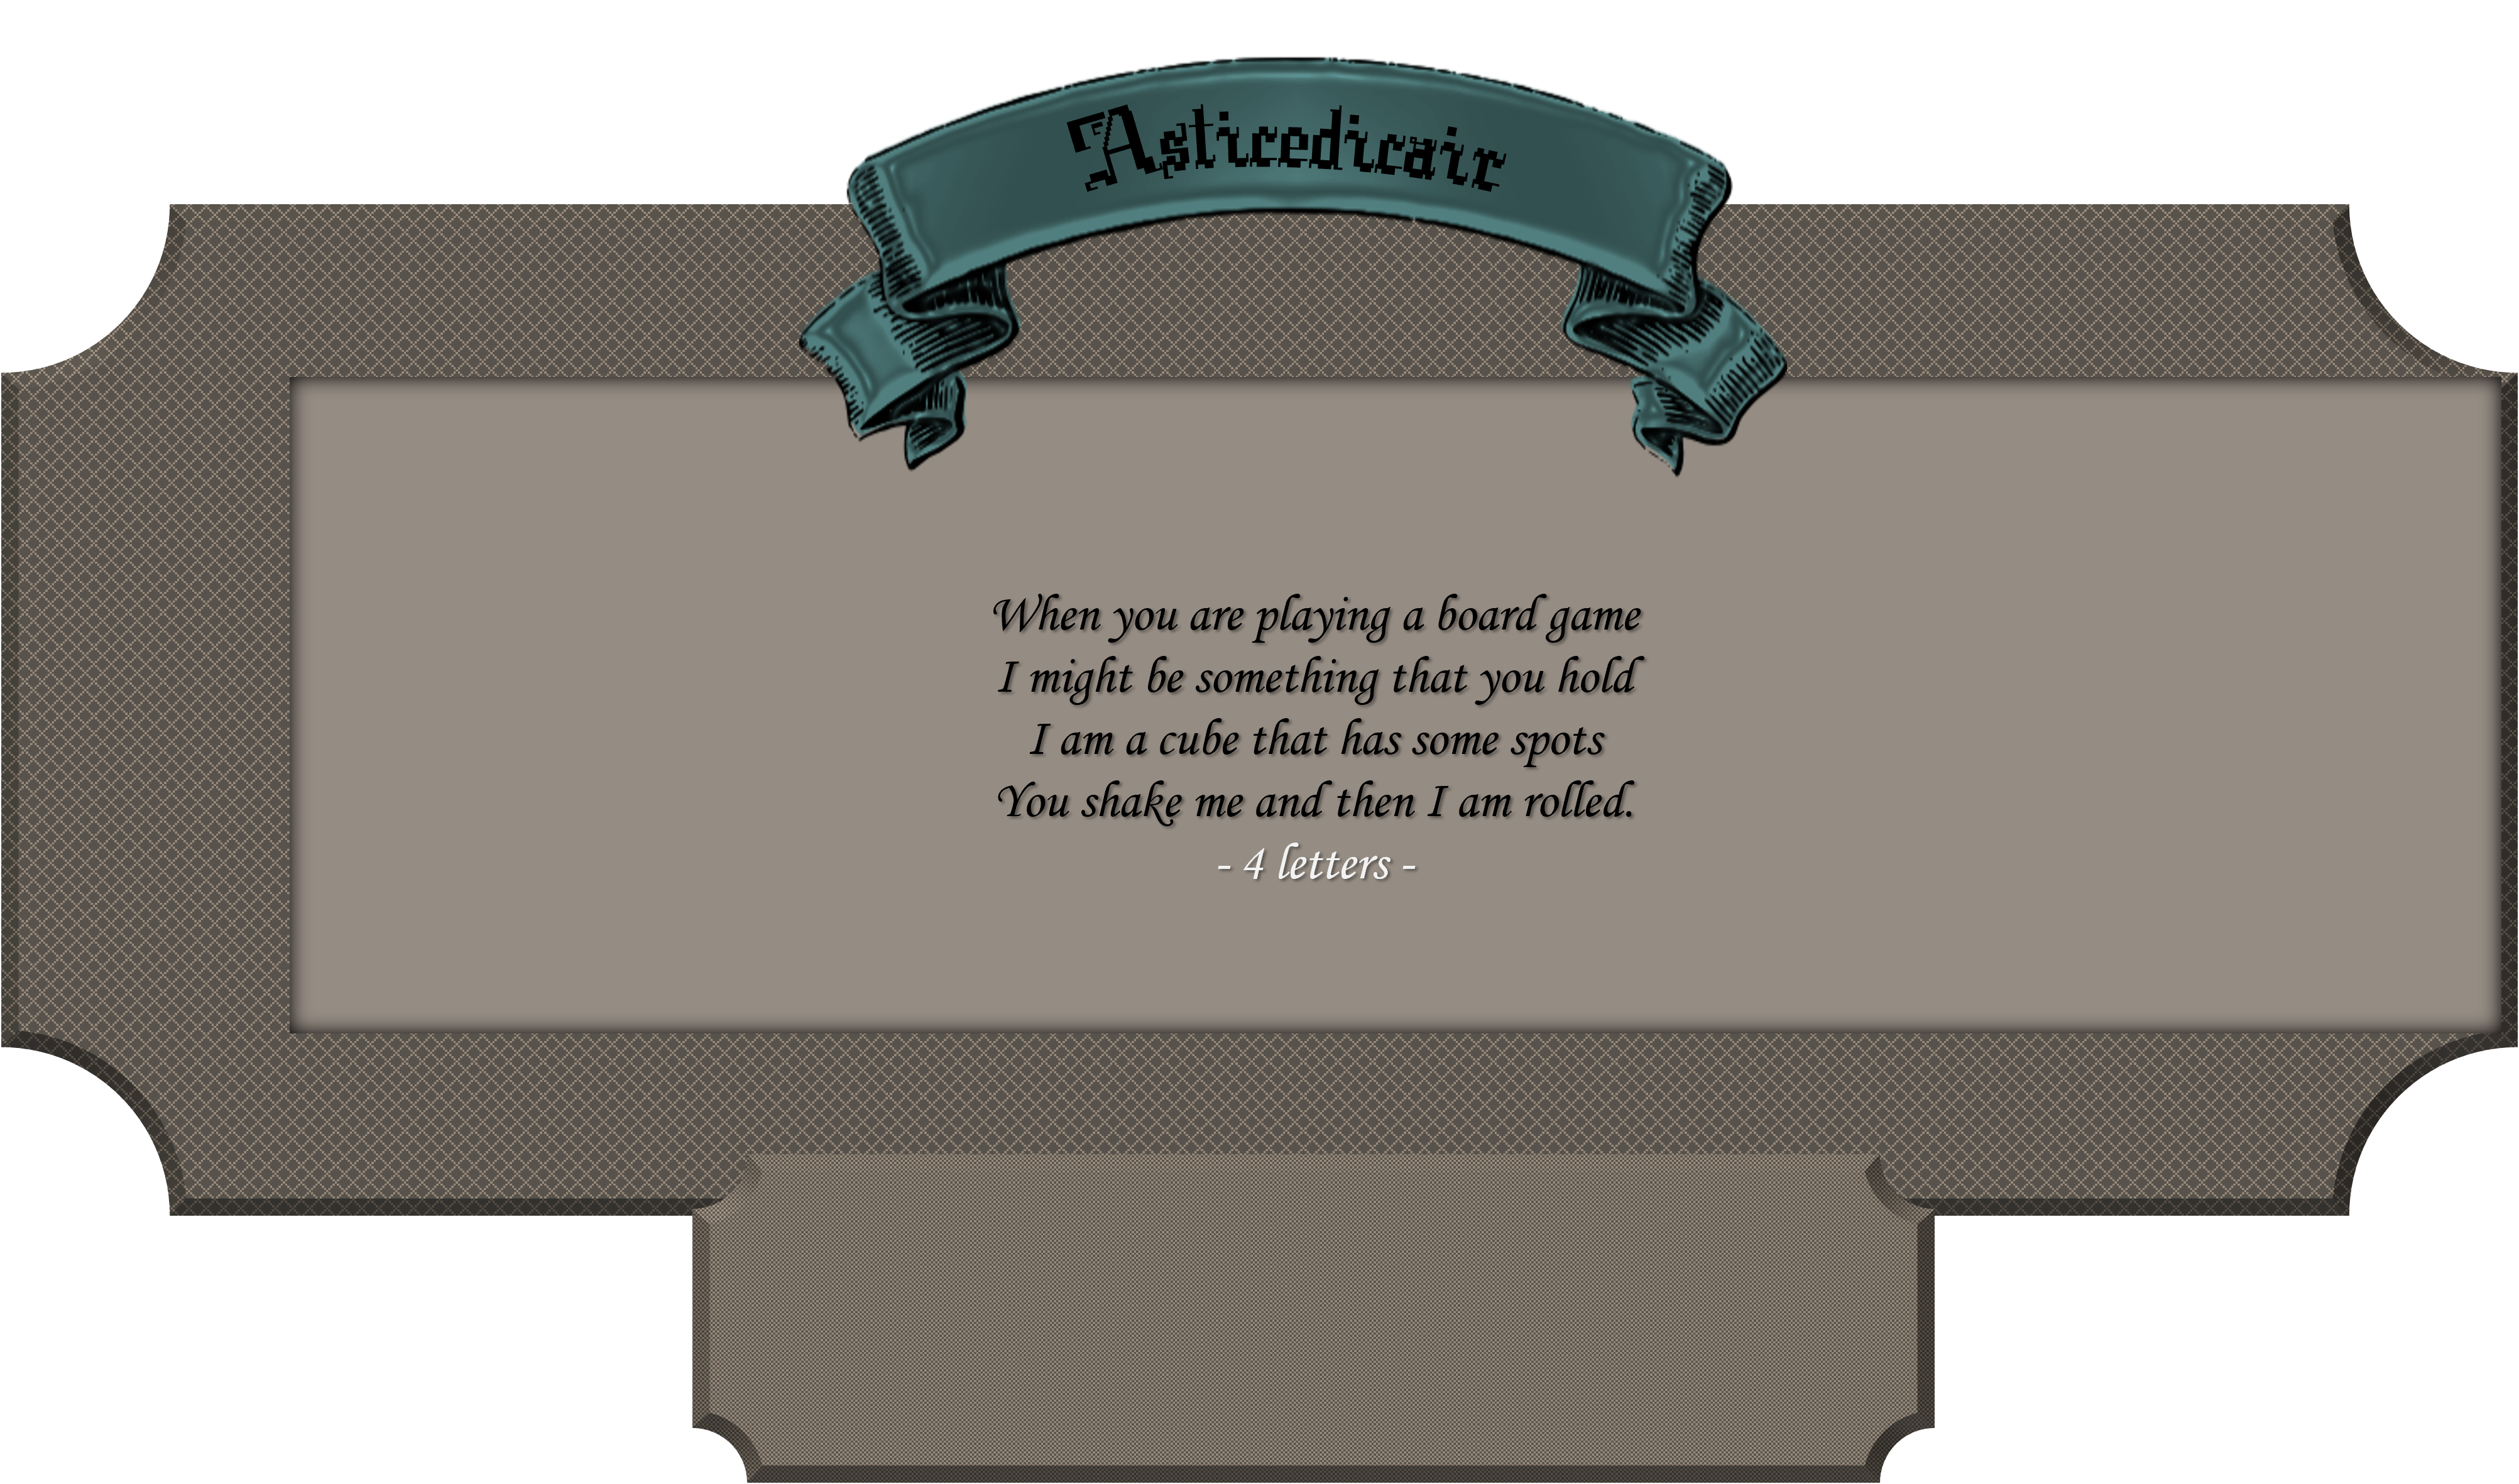 Asticedicair
When you are playing a board game
I might be something that you hold
I am a cube that has some spots
You shake me and then I am rolled.
- 4 letters -